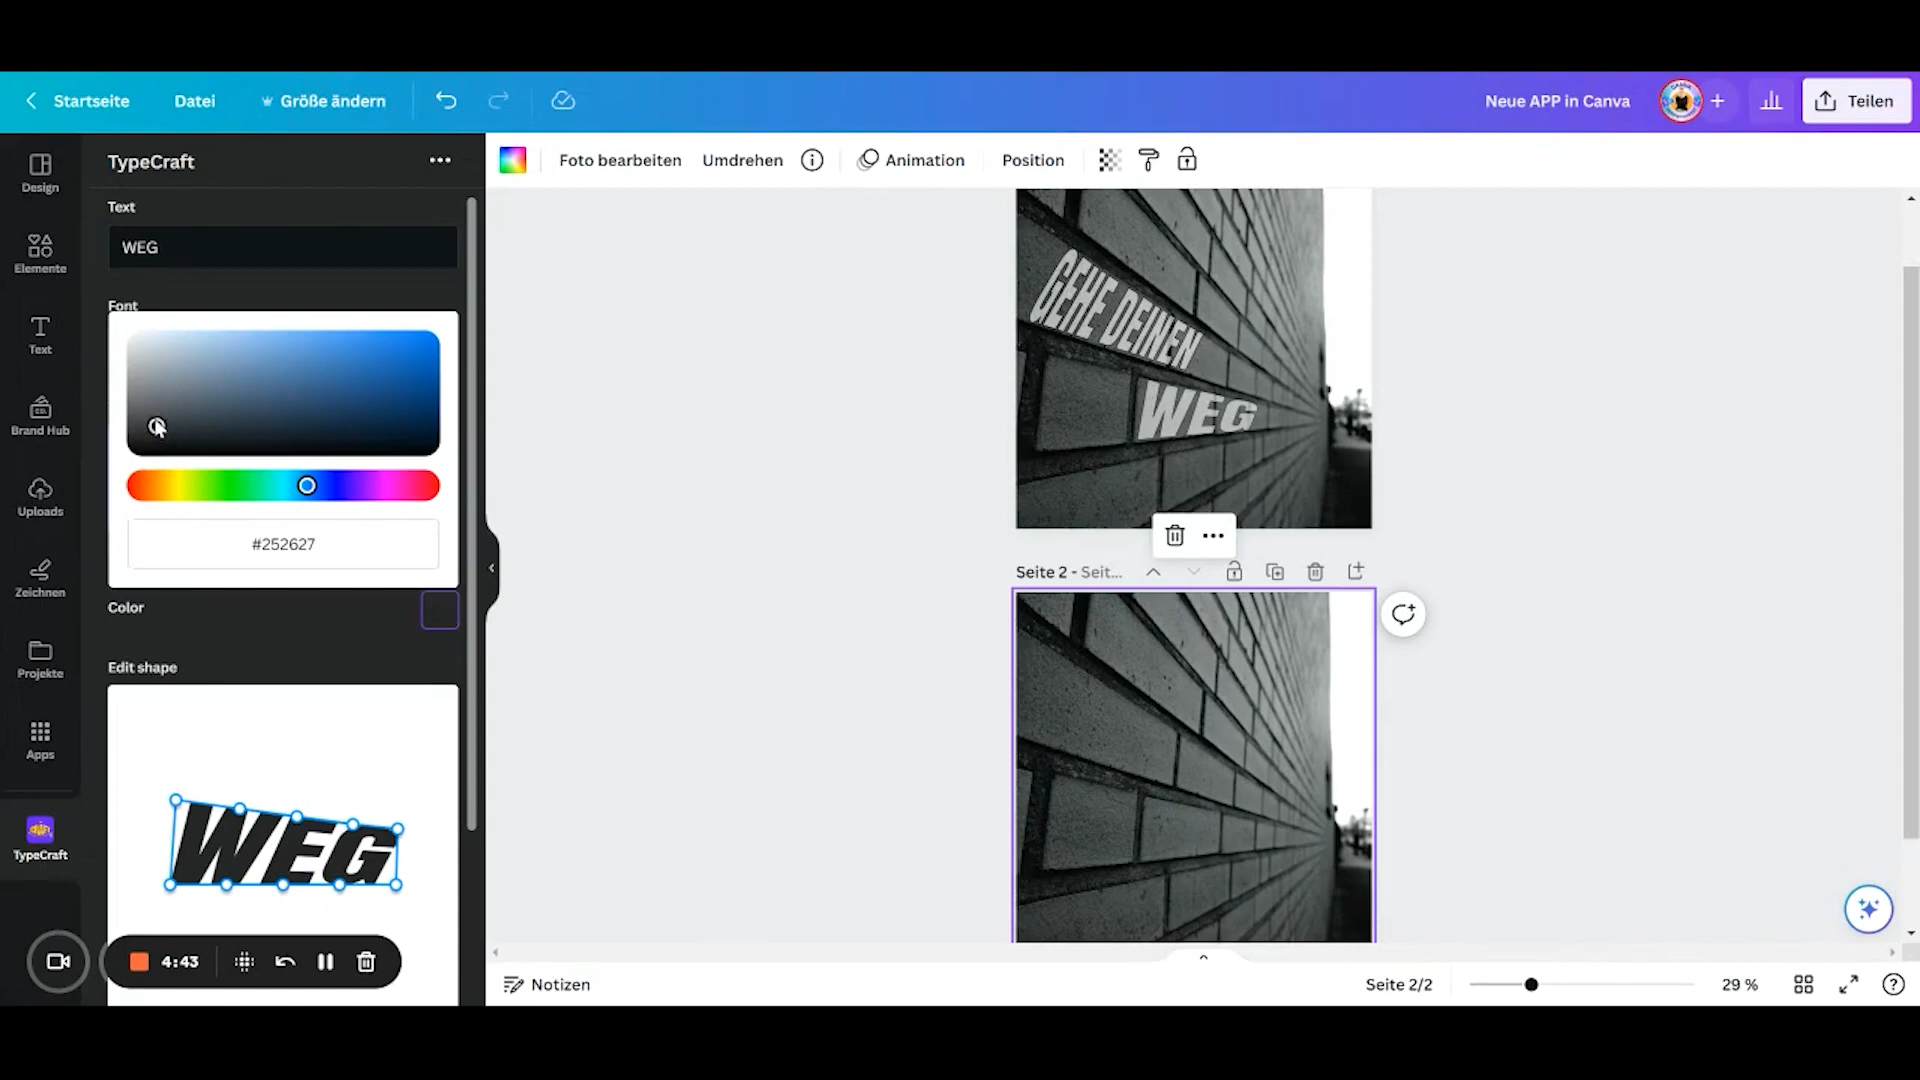 Startseite
Datei
Größe ändern
Neue APP in Canva
Teilen
Design
Elemente
Text
Brand Hub
Uploads
Zeichnen
Projekte
Apps
TypeCraft
TypeCraft
Text
WEG
Font
#252627
Color
Edit shape
WEG
4:43
Foto bearbeiten
Umdrehen
Animation
Position
GEHE DEINEN
WEG
Seite 2 - Seit...
Notizen
Seite 2/2
29 %